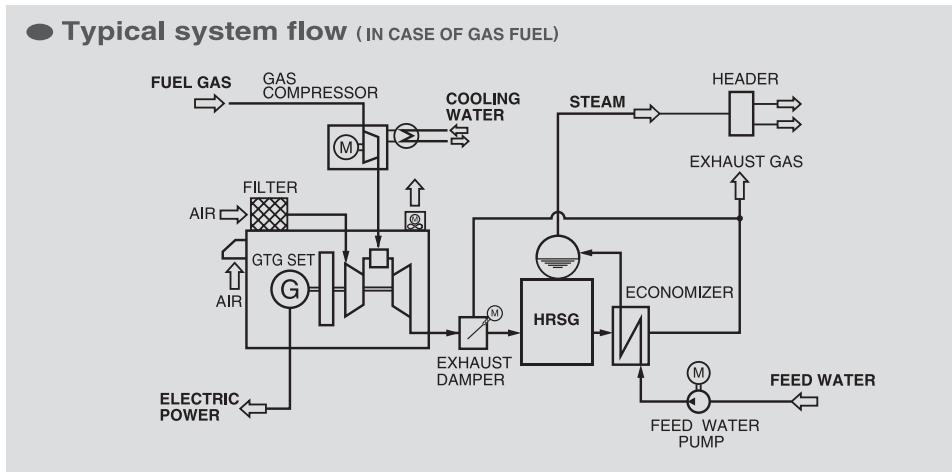 Typical system flow (IN CASE OF GAS FUEL)
FUEL GAS
GAS
COMPRESSOR
COOLING
WATER
STEAM
HEADER
M
EXHAUST GAS
FILTER
AIR
M
GTG SET
AIR
G
M
HRSG
ECONOMIZER
EXHAUST
DAMPER
M
FEED WATER
ELECTRIC
POWER
FEED WATER
PUMP